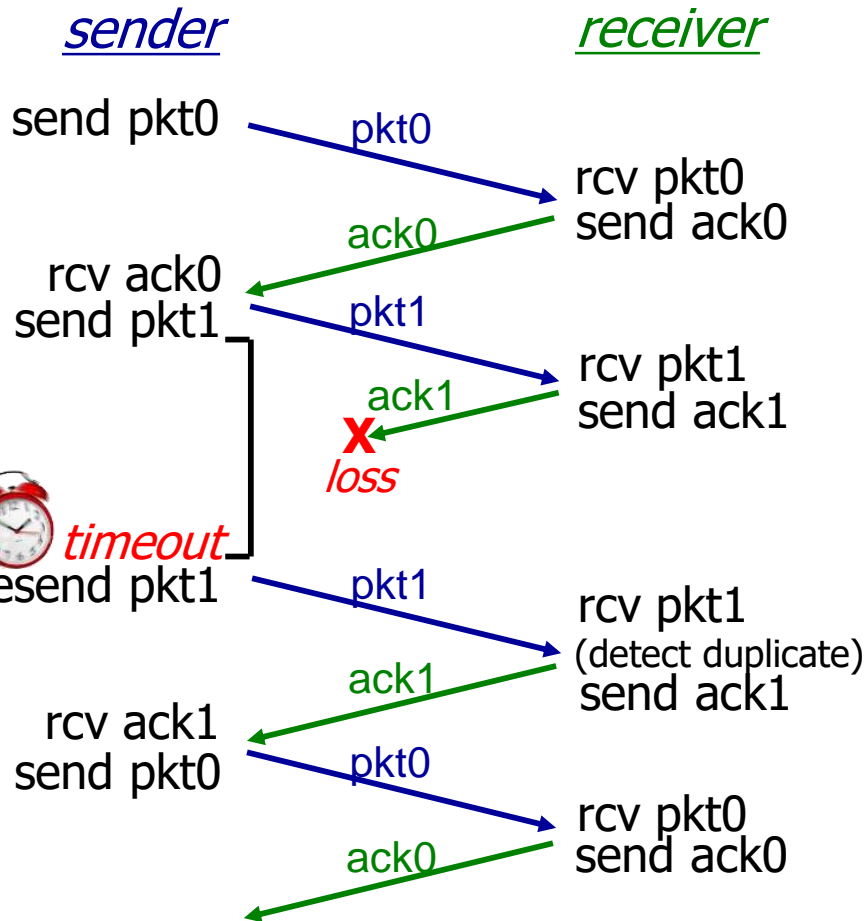 sender
receiver
send pkt0
pkt0
rcv pkt0
send ack0
ack0
rcv ack0
send pkt1
pkt1
rcv pkt1
send ack1
ack1
X
loss
timeout
esend pkt1
pkt1
rcv pkt1
(detect duplicate)
send ack1
ack1
rcv ack1
send pkt0
pkt0
rcv pkt0
send ack0
ack0